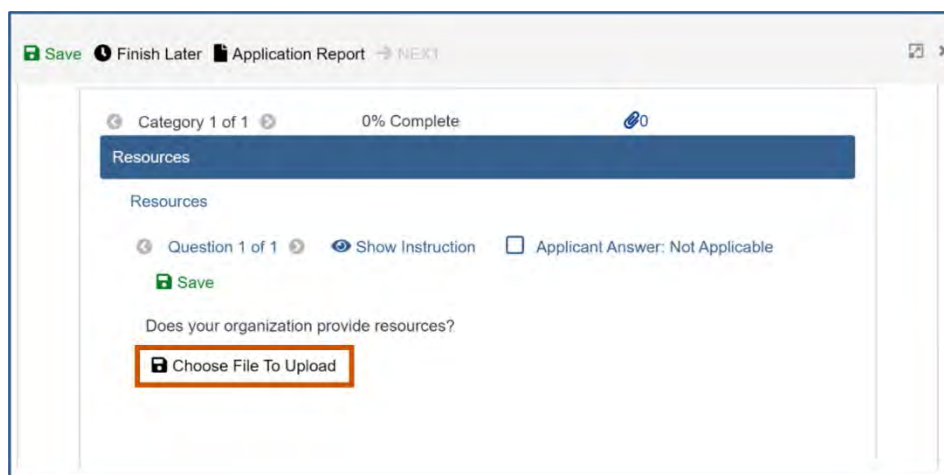 Save Finish Later Application Report NEXT
Category 1 of 1 0% Complete 0
Resources
Resources
Question 1 of 1 Show Instruction Applicant Answer: Not Applicable
Save
Does your organization provide resources?
Choose File To Upload